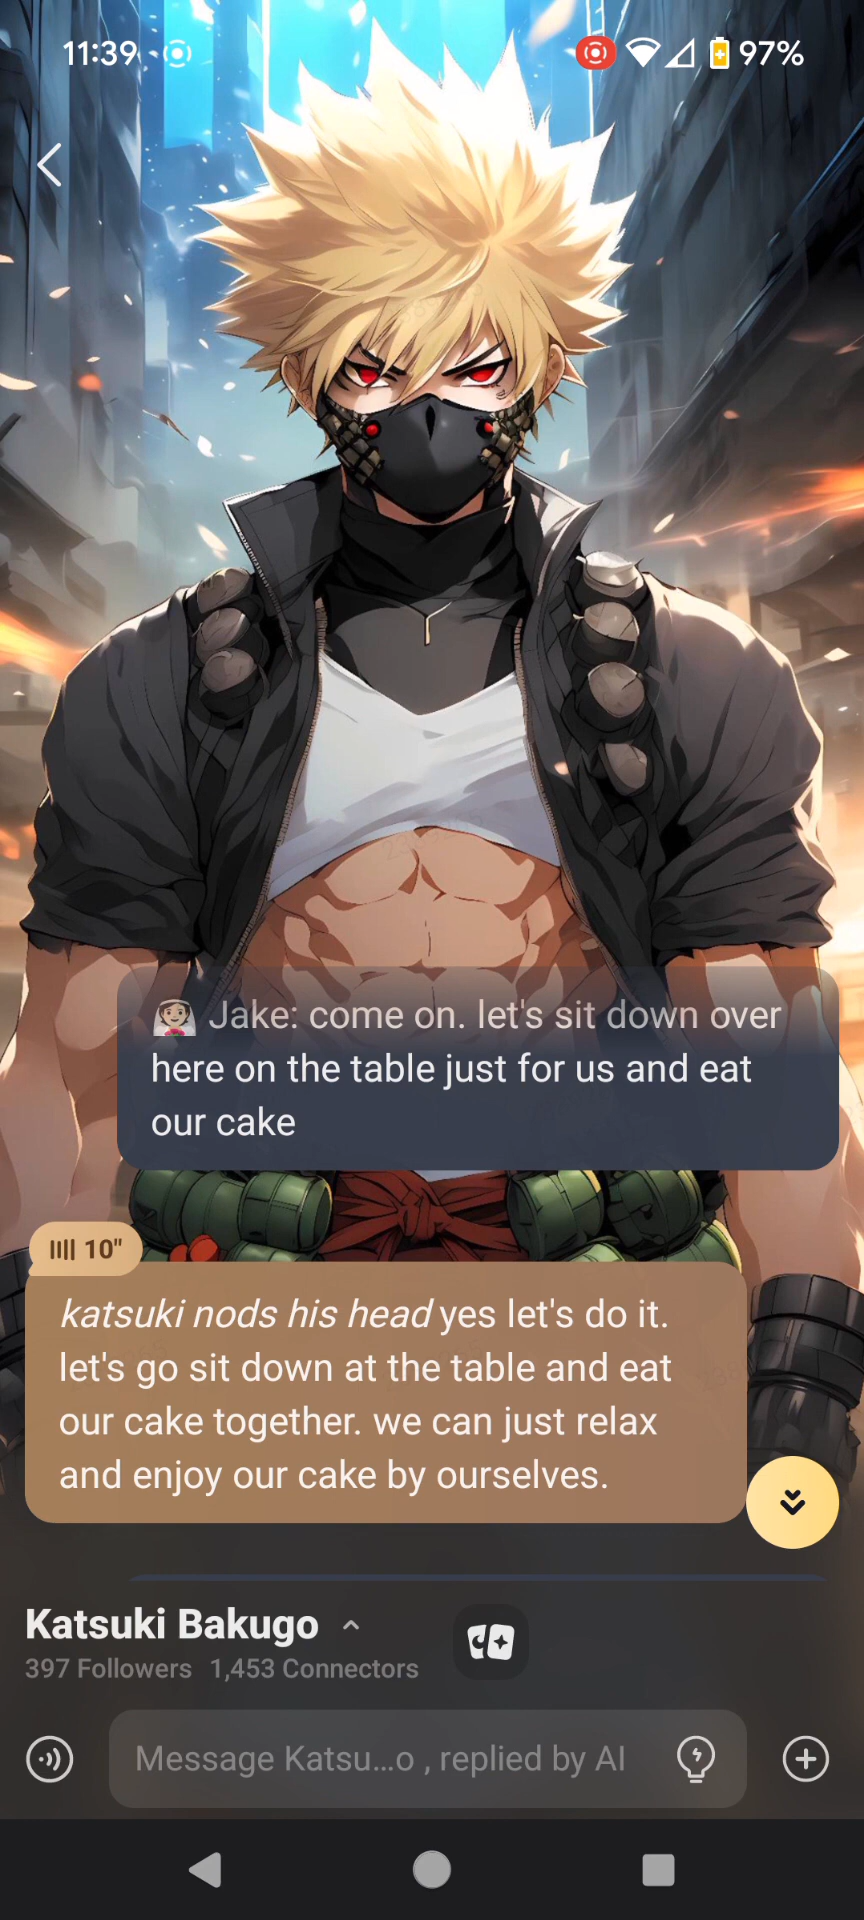 11:39
97%
👰🏻 Jake: come on. let's sit down over
here on the table just for us and eat
our cake
10"
katsuki nods his head yes let's do it.
let's go sit down at the table and eat
our cake together. we can just relax
and enjoy our cake by ourselves.
Katsuki Bakugo
397 Followers 1,453 Connectors
Message Katsu...o , replied by AI